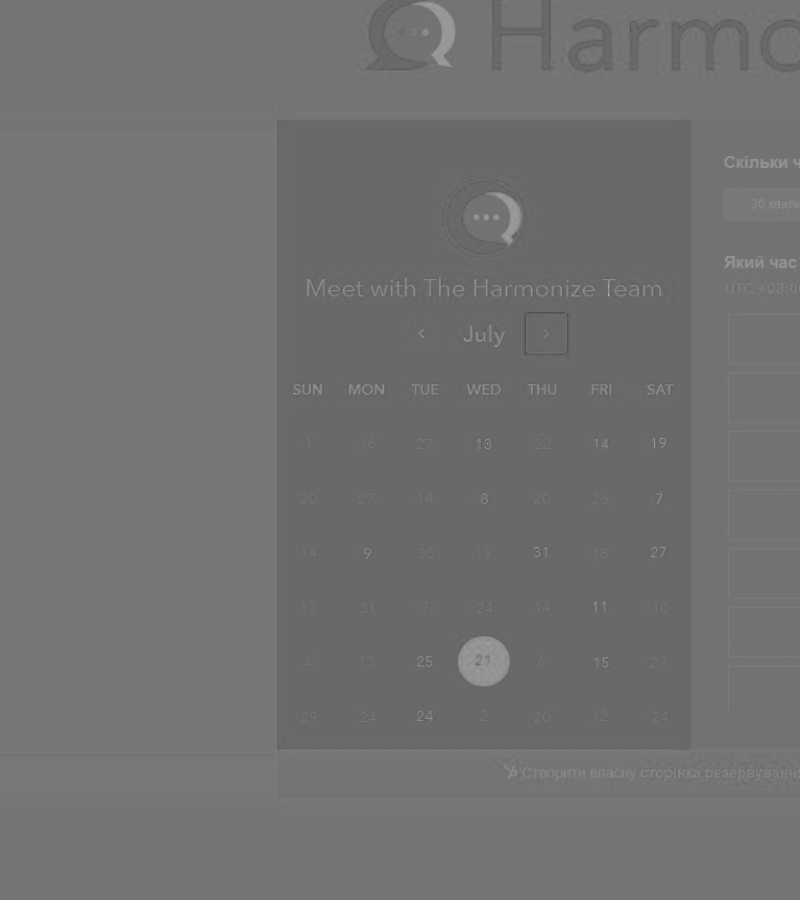 Harmo
Meet with The Harmonize Team
July
SUN MON TUE WED THU FRI SAT
1 16 27 13 22 14 19
20 27 14 8 20 26 7
14 9 30 19 31 18 27
13 31 7 24 14 11 10
4 13 25 21 6 15 27
29 24 24 2 20 12 24
Скільки ч
30 хвили
Який час
UTC +03:0
Створити власну сторінка резервування